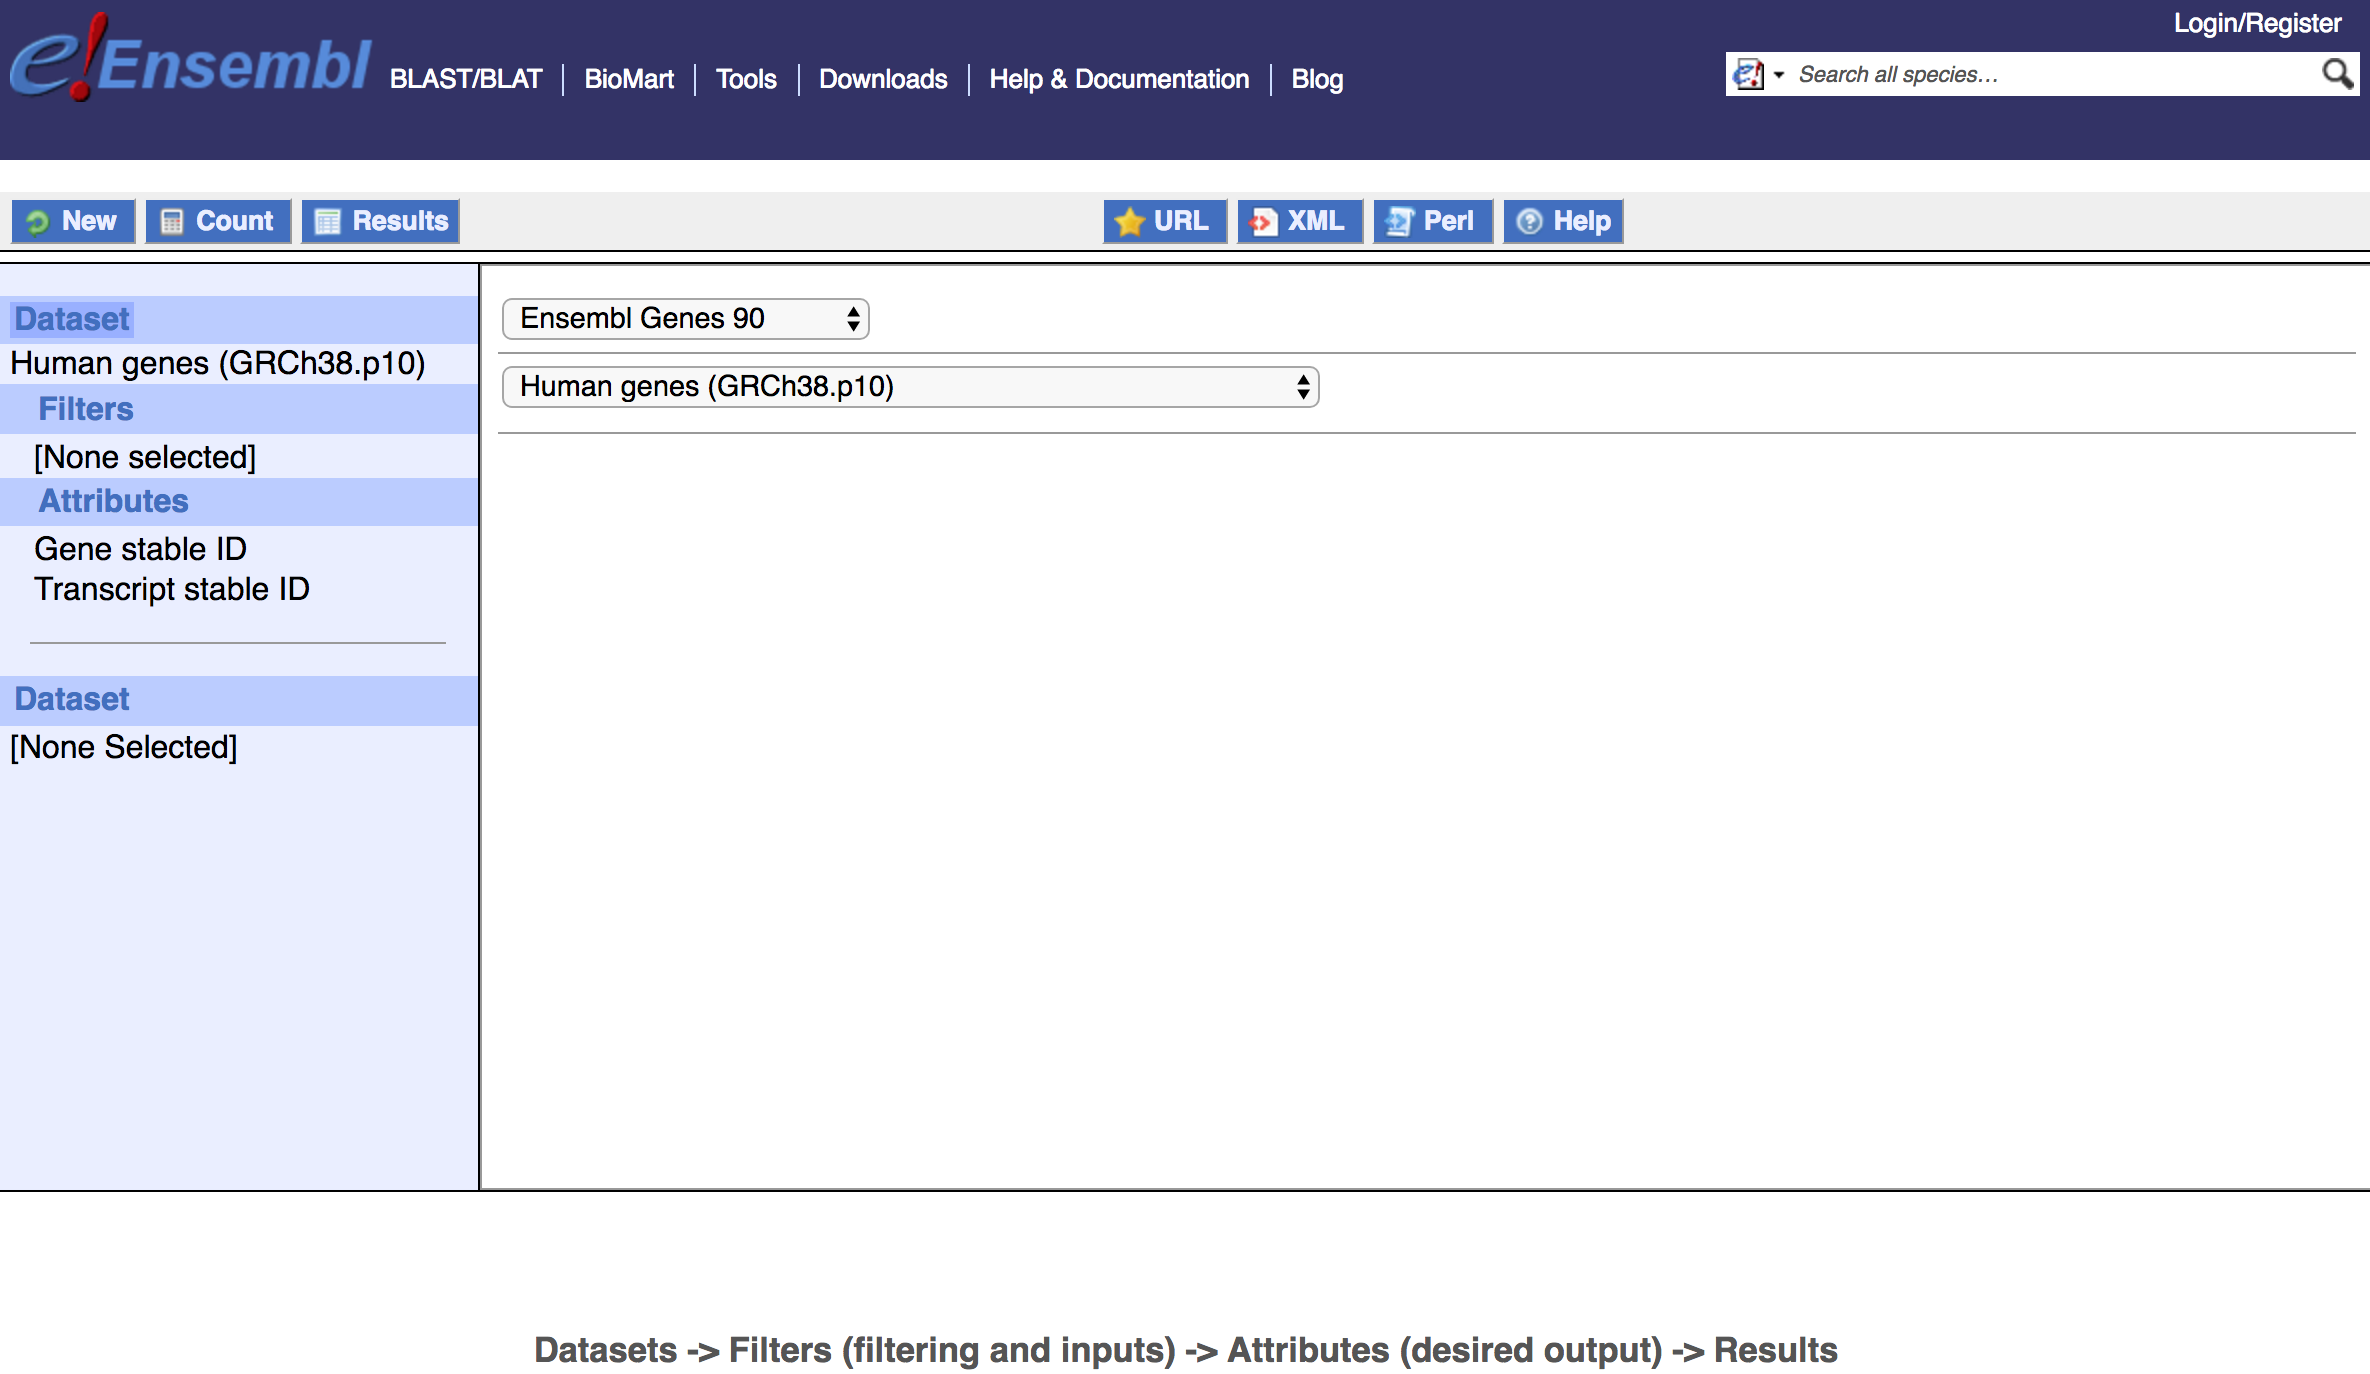 Login/Register
e!Ensembl BLAST/BLAT BioMart Tools Downloads Help & Documentation Blog Search all species...
New Count Results URL XML Perl Help
Dataset
Human genes (GRCh38.p10)
Filters
[None selected]
Attributes
Gene stable ID
Transcript stable ID
Dataset
[None Selected]
Ensembl Genes 90
Human genes (GRCh38.p10)
Datasets -> Filters (filtering and inputs) -> Attributes (desired output) -> Results